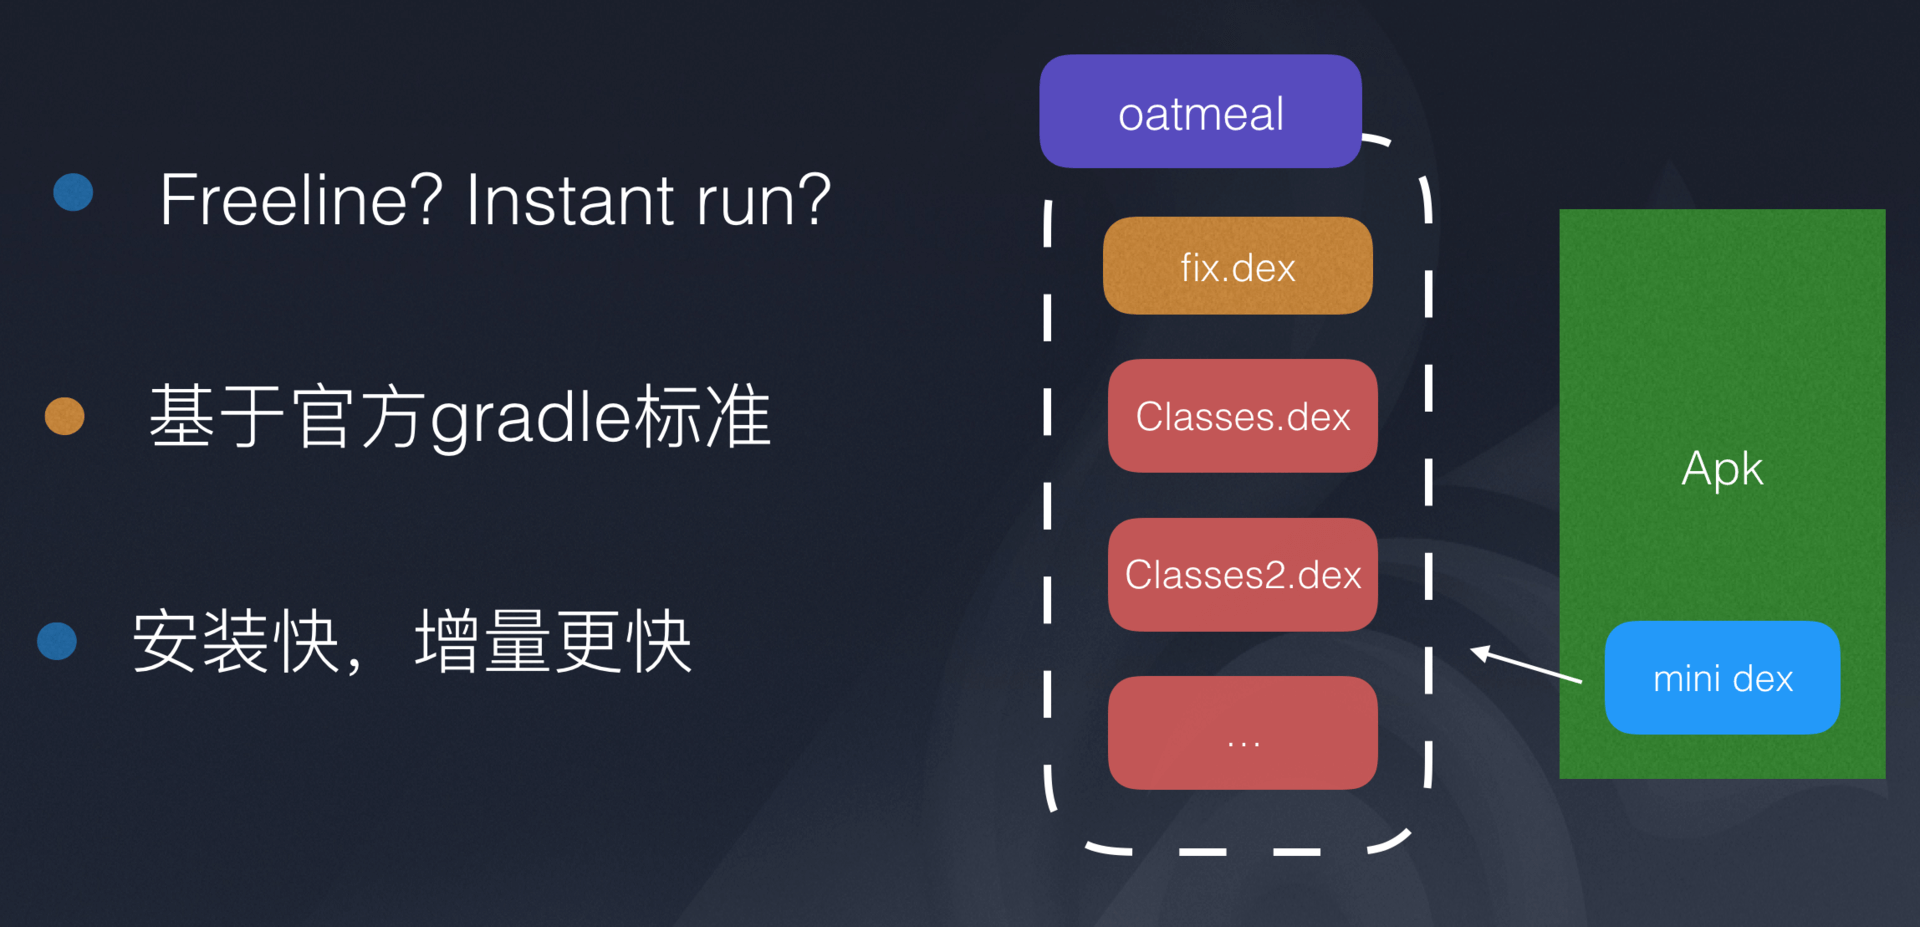 Freeline? Instant run?
基于官方gradle标准
安装快，增量更快
oatmeal
fix.dex
Classes.dex
Classes2.dex
...
Apk
mini dex